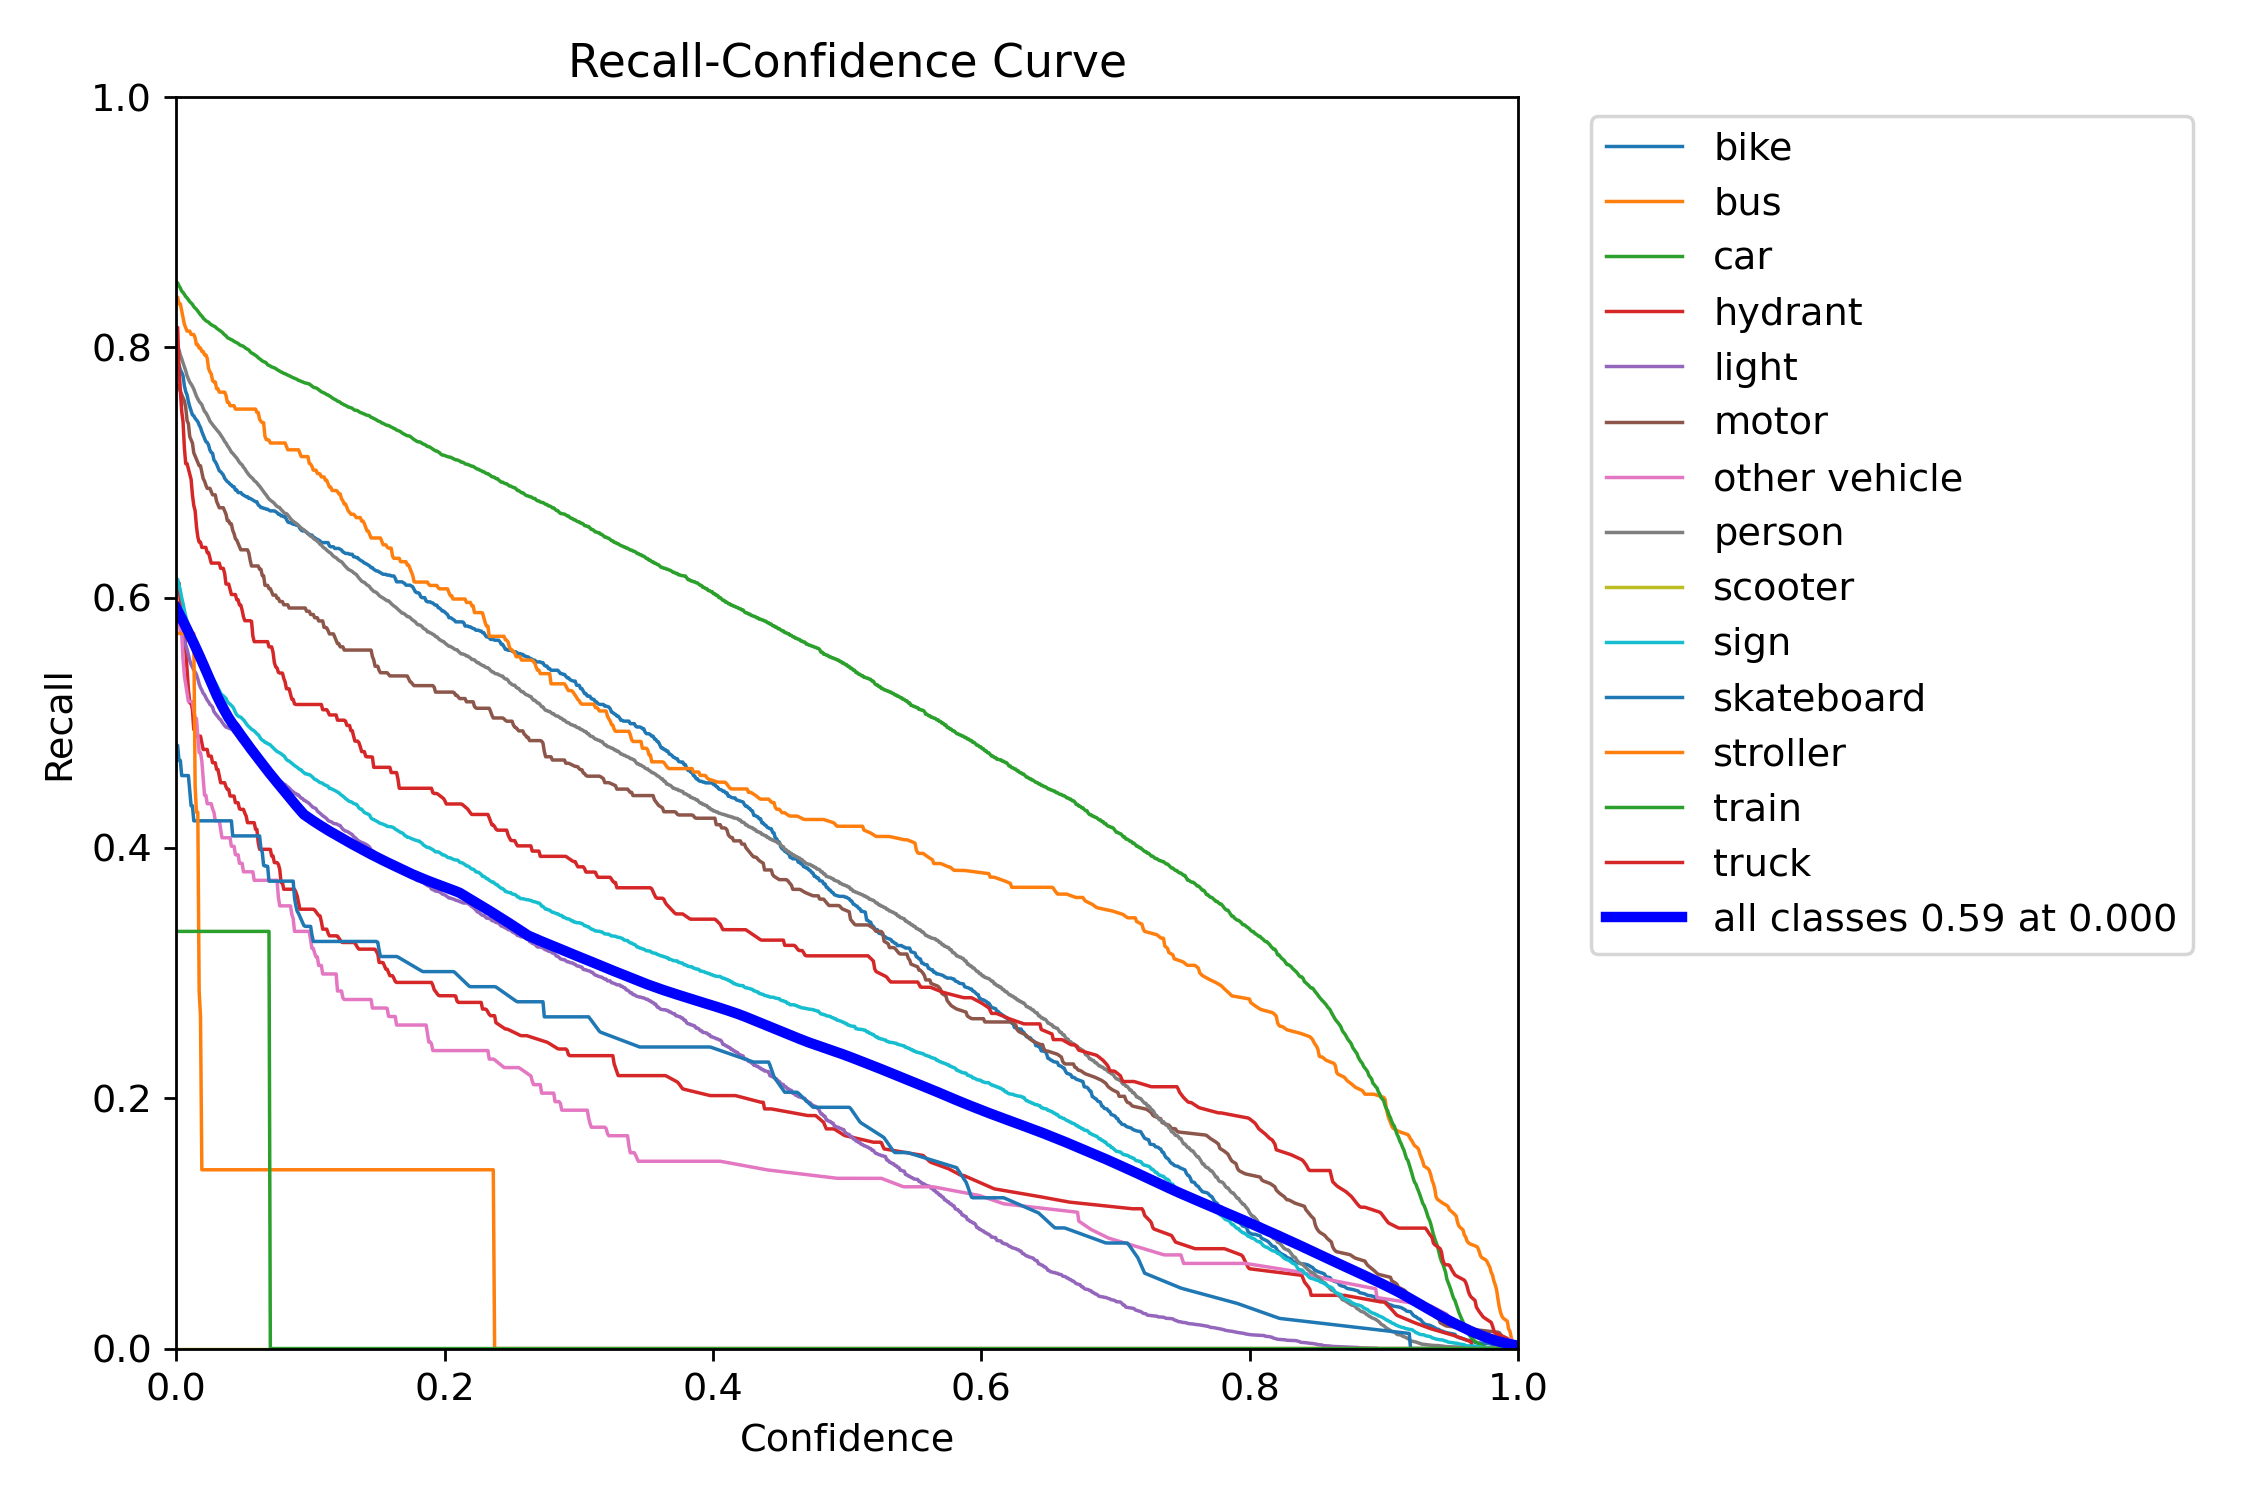 Recall-Confidence Curve
1.0
0.8
0.6
0.4
0.2
0.0
Recall
0.0 0.2 0.4 0.6 0.8 1.0
Confidence
bike
bus
car
hydrant
light
motor
other vehicle
person
scooter
sign
skateboard
stroller
train
truck
all classes 0.59 at 0.000